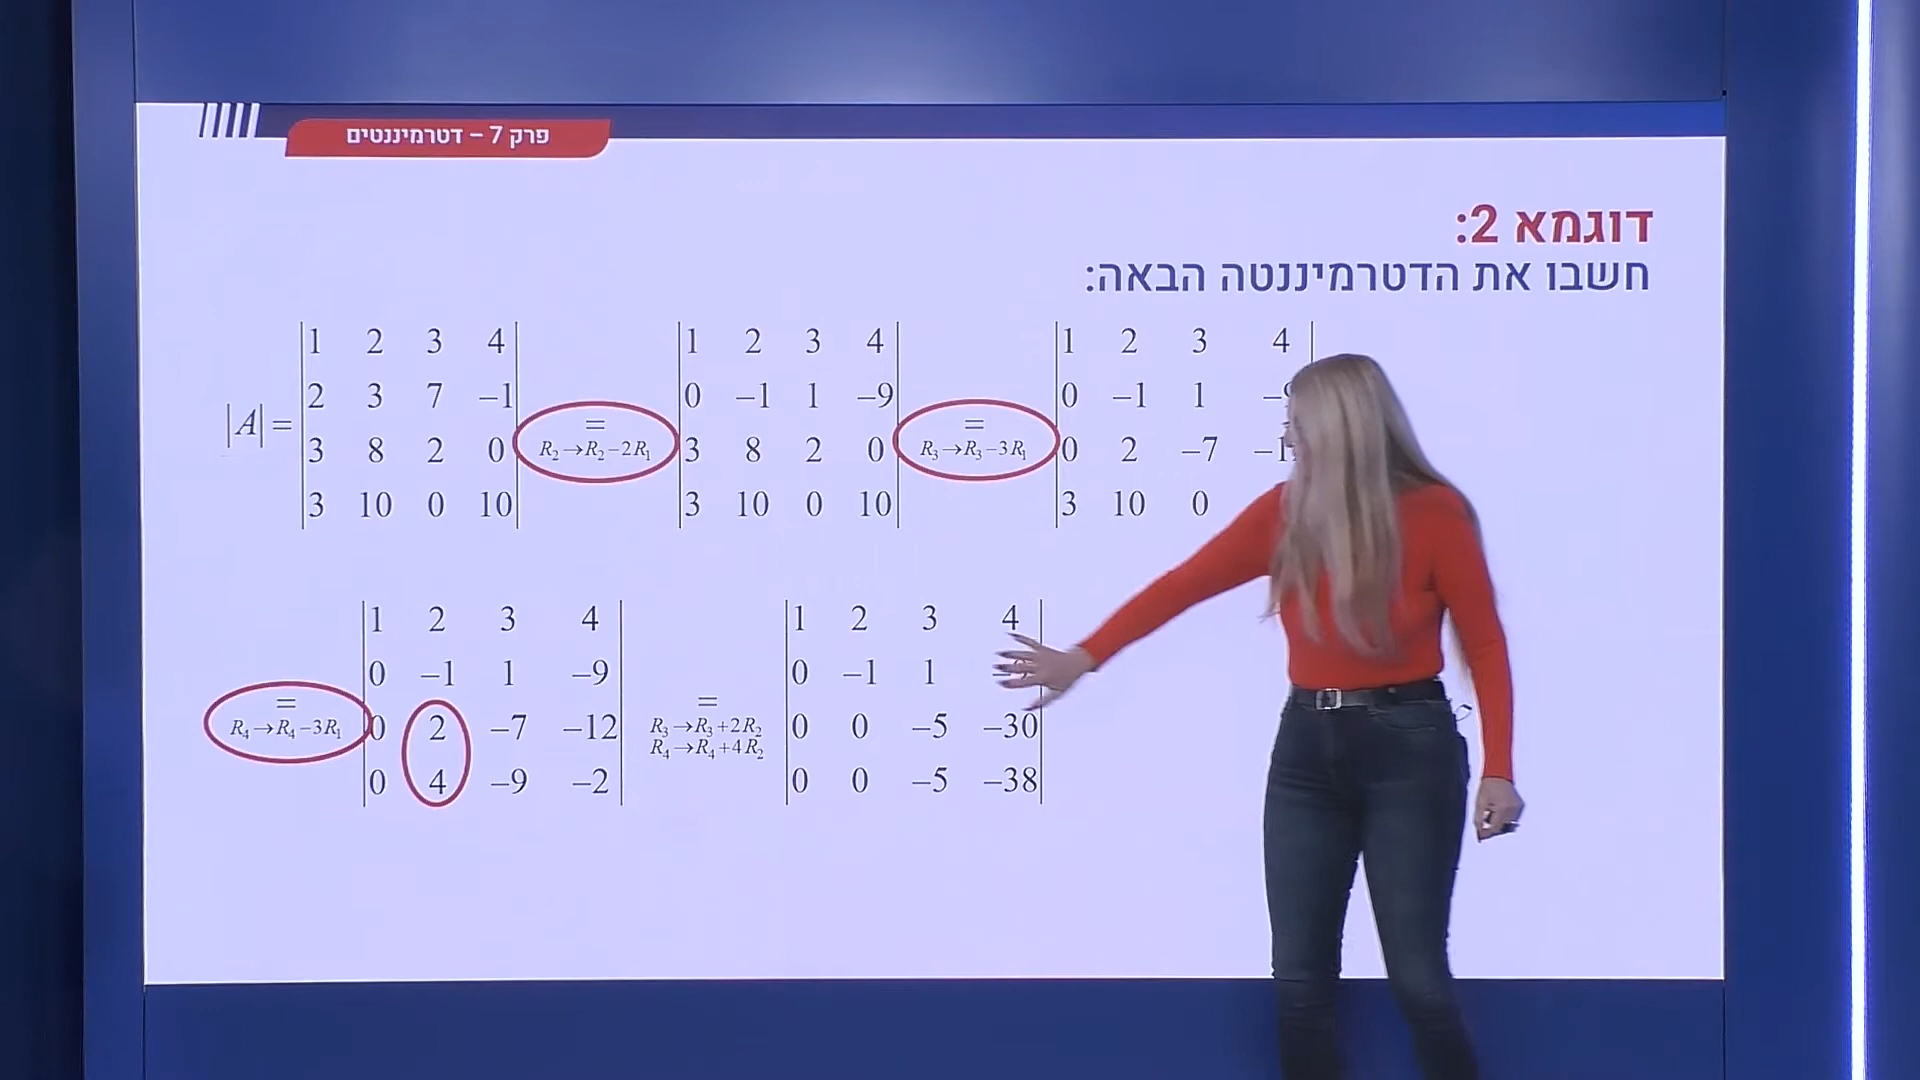 פרק 7 – דטרמיננטים
דוגמא 2:
חשבו את הדטרמיננטה הבאה:
1 2 3 4 1 2 3 4 1 2 3 4
2 3 7 –1 0 –1 1 –9 0 –1 1
|A| = = =
3 8 2 0 R₂→R₂–2R₁ 3 8 2 0 R₃→R₃–3R₁ 0 2 –7
3 10 0 10 3 10 0 10 3 10 0
1 2 3 4 1 2 3 4
0 –1 1 –9 0 –1 1
= =
R₄→R₄–3R₁ 0 2 –7 –12 R₃→R₃+2R₂ 0 0 –5 –30
R₄→R₄+4R₂
0 4 –9 –2 0 0 –5 –38